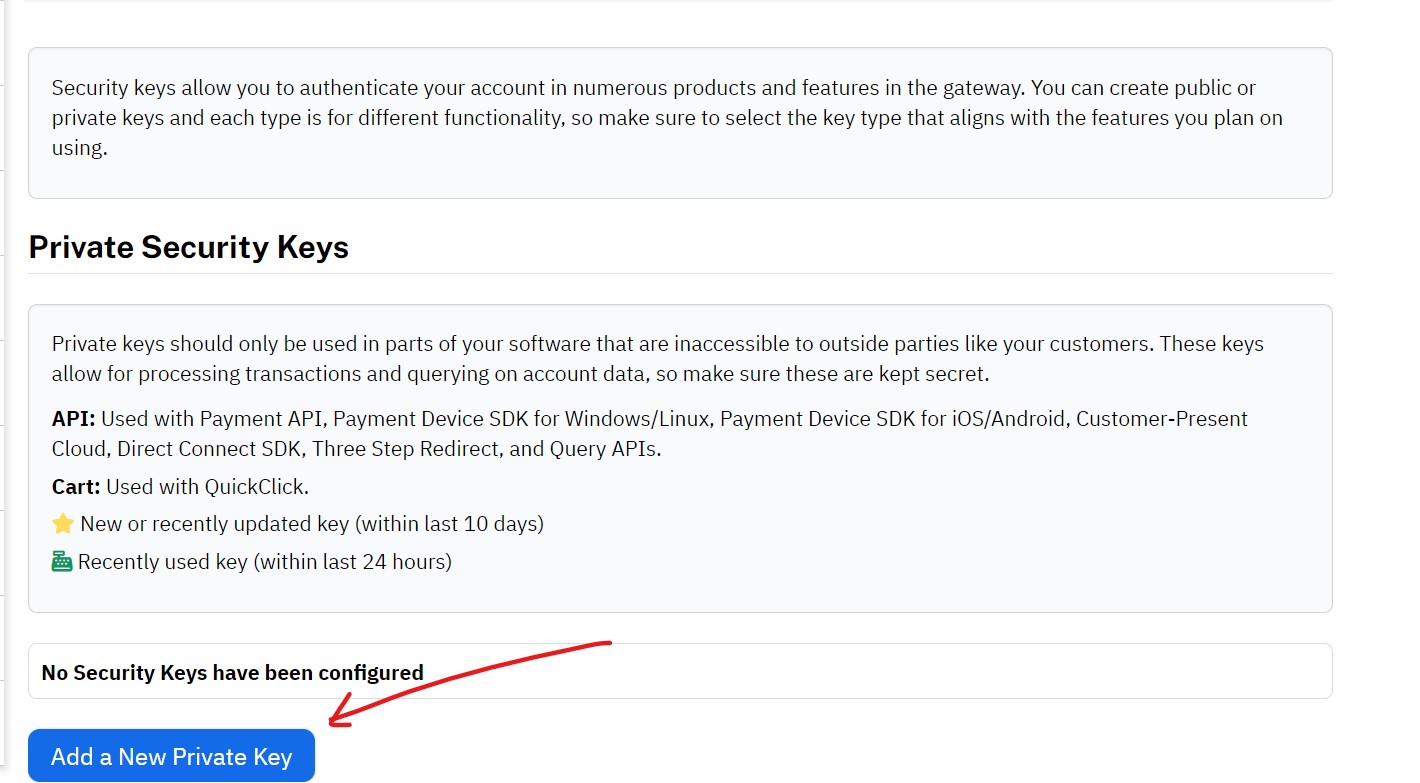 Security keys allow you to authenticate your account in numerous products and features in the gateway. You can create public or
private keys and each type is for different functionality, so make sure to select the key type that aligns with the features you plan on
using.
Private Security Keys
Private keys should only be used in parts of your software that are inaccessible to outside parties like your customers. These keys
allow for processing transactions and querying on account data, so make sure these are kept secret.
API: Used with Payment API, Payment Device SDK for Windows/Linux, Payment Device SDK for iOS/Android, Customer-Present
Cloud, Direct Connect SDK, Three Step Redirect, and Query APIs.
Cart: Used with QuickClick.
New or recently updated key (within last 10 days)
Recently used key (within last 24 hours)
No Security Keys have been configured
Add a New Private Key